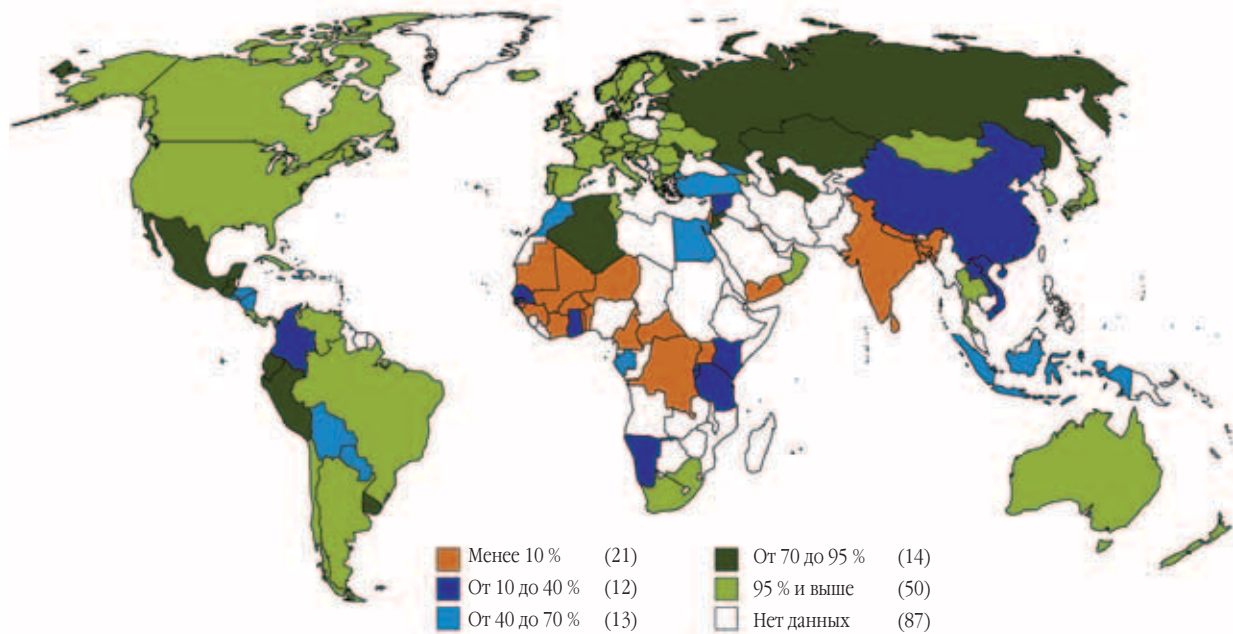 Менее 10 % (21)
От 10 до 40 % (12)
От 40 до 70 % (13)
От 70 до 95 % (14)
95 % и выше (50)
Нет данных (87)